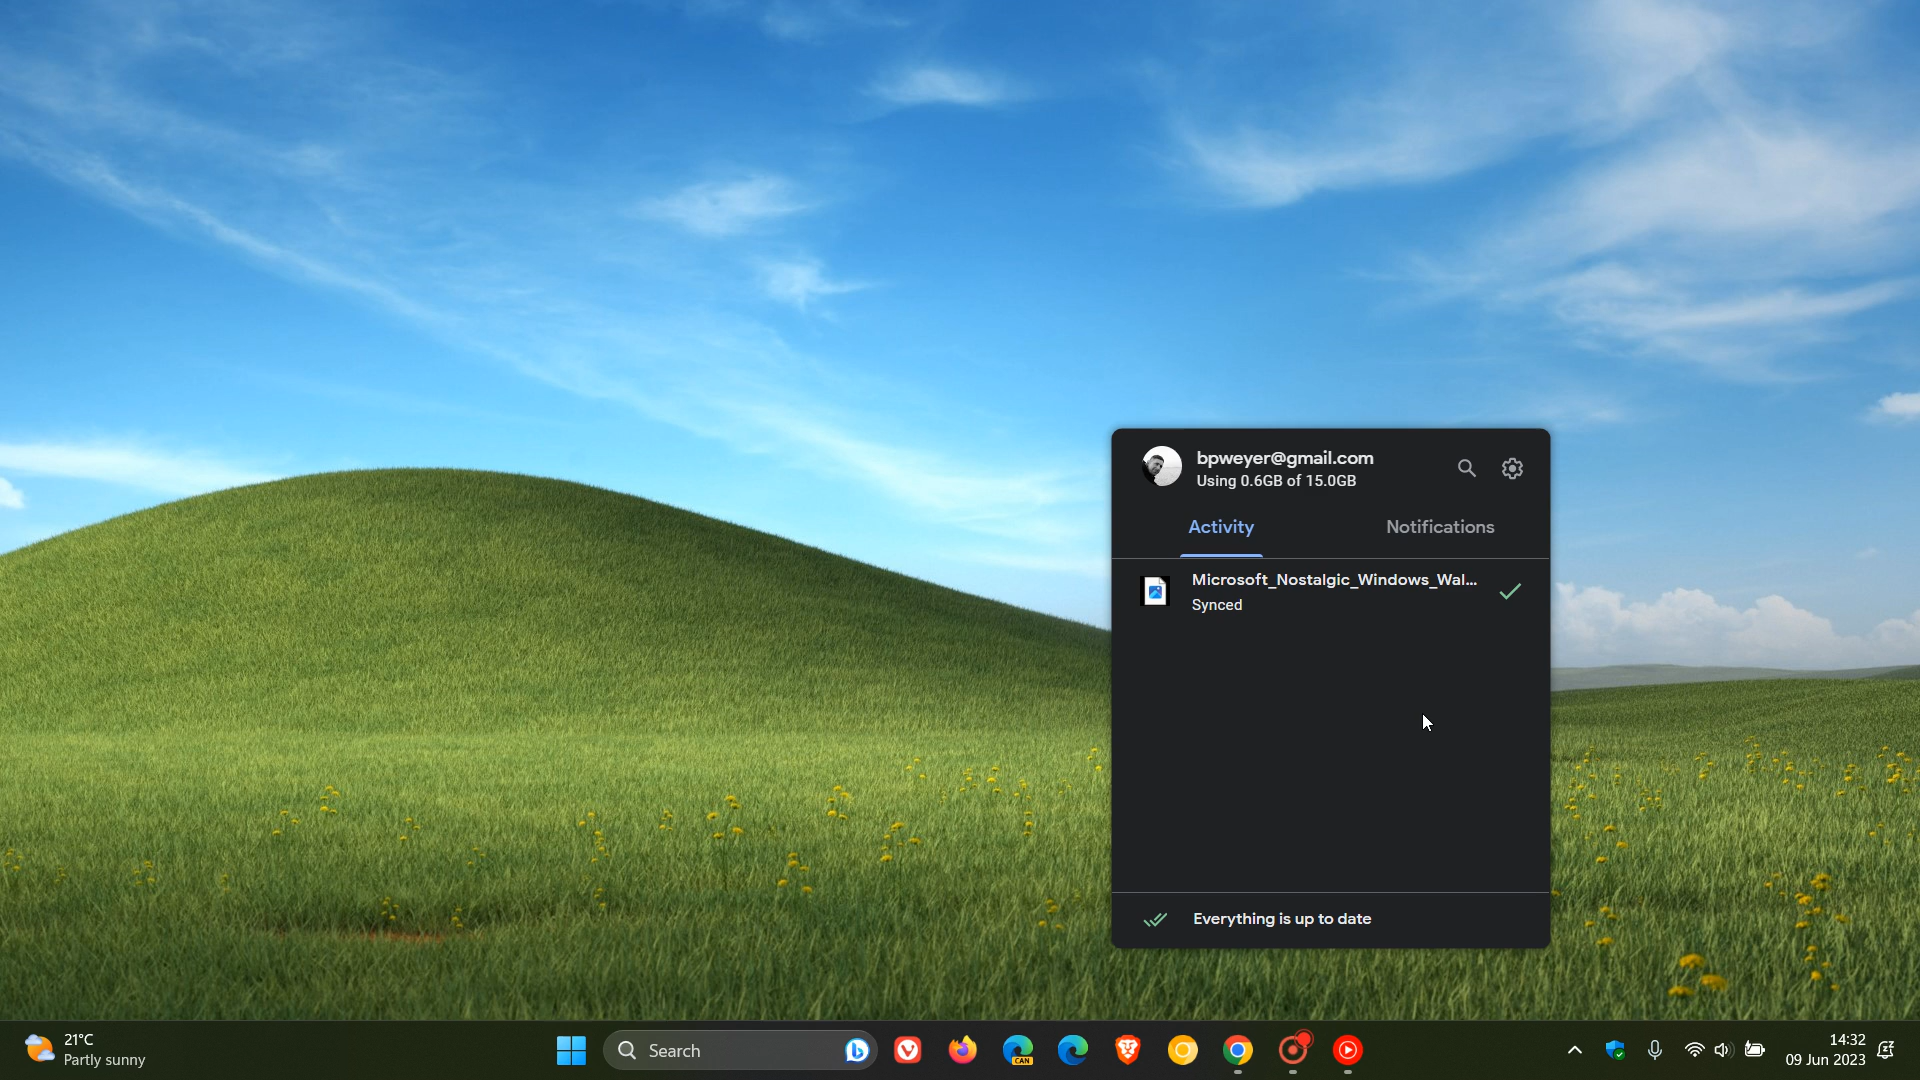 bpweyer@gmail.com
Using 0.6GB of 15.0GB
Activity
Notifications
Microsoft_Nostalgic_Windows_Wal...
Synced
Everything is up to date
21°C
Partly sunny
Search
CAN
14:32
09 Jun 2023